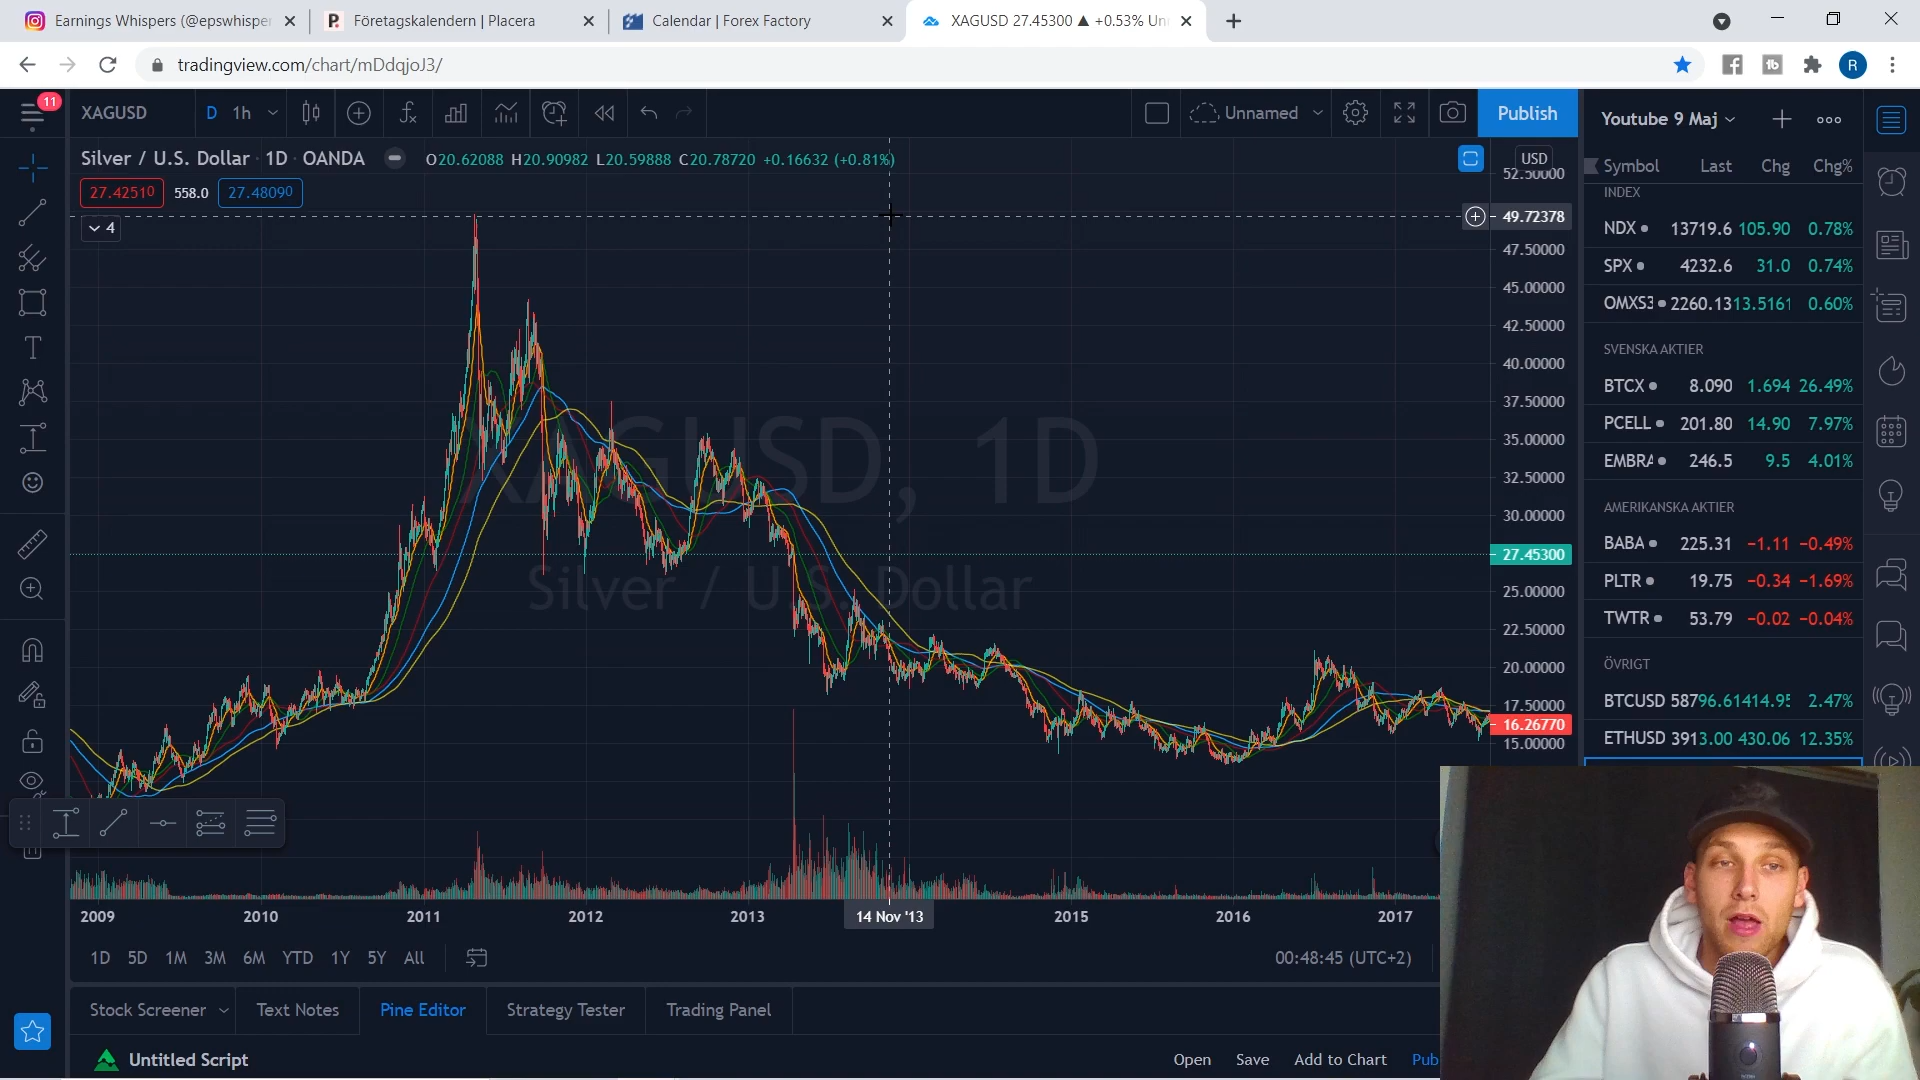 Earnings Whispers (@epswhisper
Företagskalendern | Placera
Calendar | Forex Factory
XAGUSD 27.45300 ▲ +0.53% Un
tradingview.com/chart/mDdqjoJ3/
R
11
XAGUSD
D 1h
Unnamed
Publish
Youtube 9 Maj
Silver / U.S. Dollar · 1D · OANDA
O20.62088 H20.90982 L20.59888 C20.78720 +0.16632 (+0.81%)
27.42510 558.0 27.48090
4
USD
52.50000
49.72378
47.50000
45.00000
42.50000
40.00000
37.50000
35.00000
32.50000
30.00000
27.45300
25.00000
22.50000
20.00000
17.50000
16.26770
15.00000
XAGUSD, 1D
Silver / U.S. Dollar
Symbol Last Chg Chg%
INDEX
NDX 13719.6 105.90 0.78%
SPX 4232.6 31.0 0.74%
OMXS3 2260.13 13.5161 0.60%
SVENSKA AKTIER
BTCX 8.090 1.694 26.49%
PCELL 201.80 14.90 7.97%
EMBRA 246.5 9.5 4.01%
AMERIKANSKA AKTIER
BABA 225.31 −1.11 −0.49%
PLTR 19.75 −0.34 −1.69%
TWTR 53.79 −0.02 −0.04%
ÖVRIGT
BTCUSD 58796.61 1414.95 2.47%
ETHUSD 3913.00 430.06 12.35%
2009 2010 2011 2012 2013 14 Nov '13 2015 2016 2017
1D 5D 1M 3M 6M YTD 1Y 5Y All
00:48:45 (UTC+2)
Stock Screener Text Notes Pine Editor Strategy Tester Trading Panel
Untitled Script
Open Save Add to Chart Pub